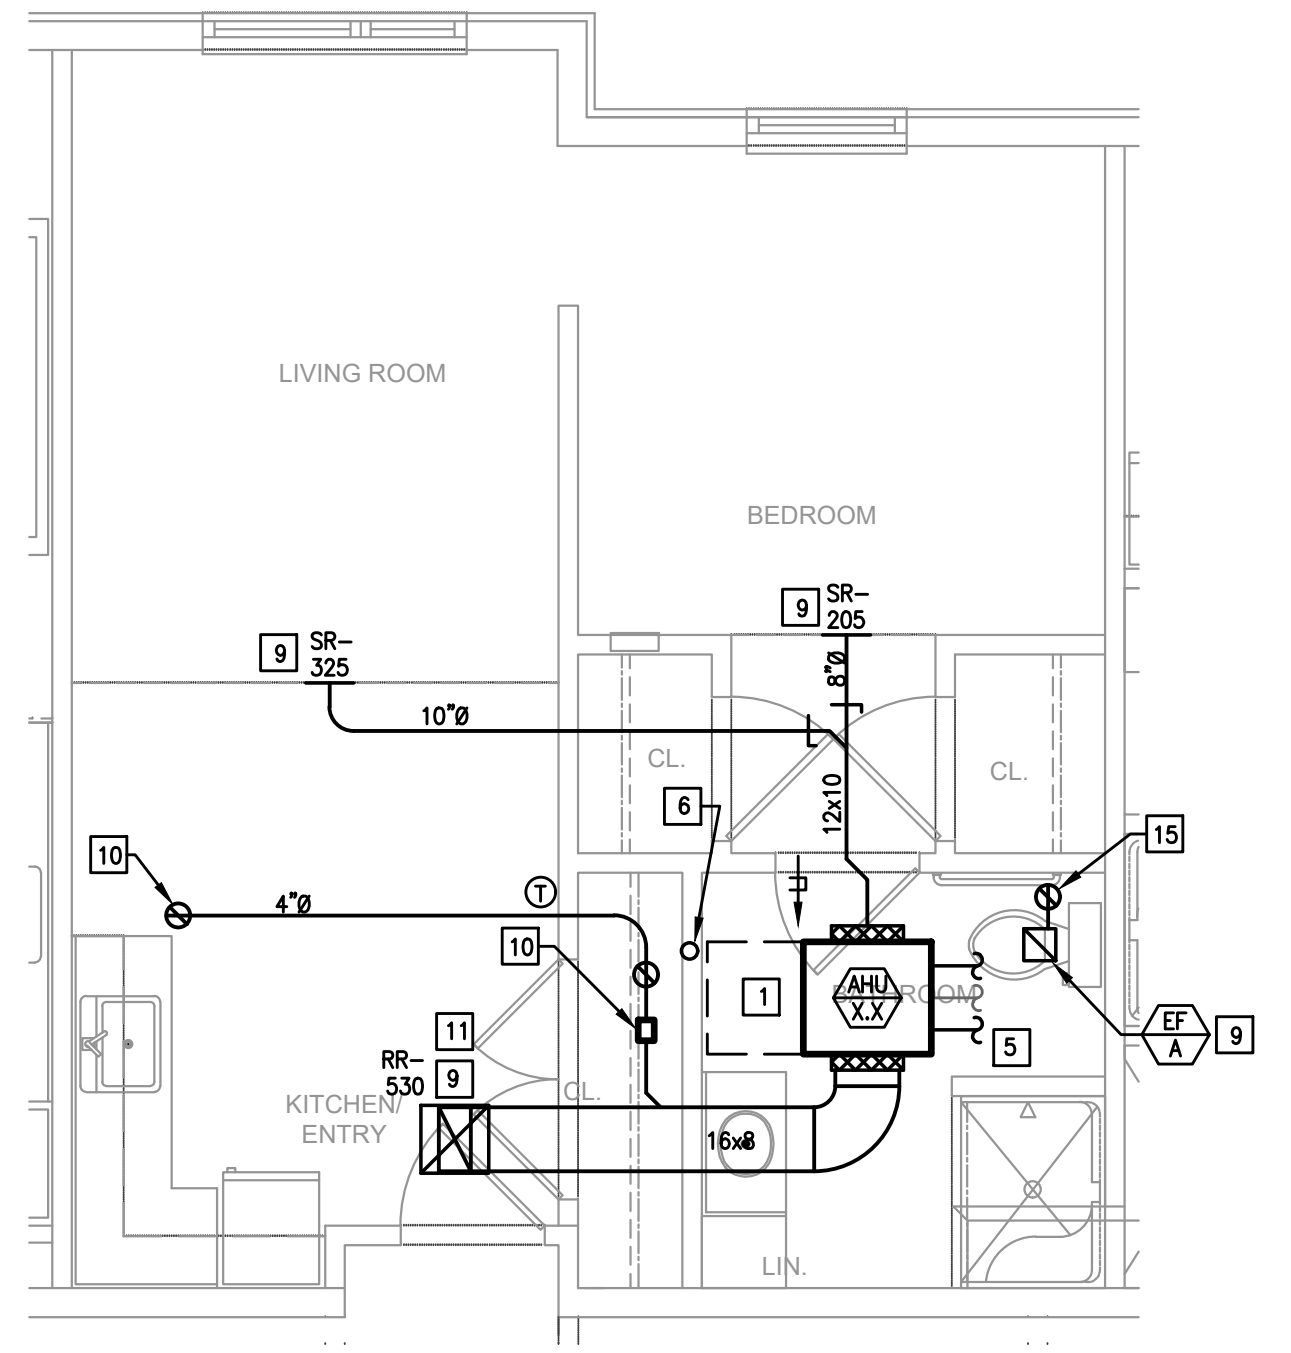 LIVING ROOM
BEDROOM
9
SR-
205
9
SR-
325
8"Ø
10"Ø
CL.
CL.
12x10
6
15
10
4"Ø
T
10
1
AHU
X.X
BATHROOM
11
5
EF
A
9
RR-
530
9
CL.
KITCHEN/
ENTRY
16x8
LIN.